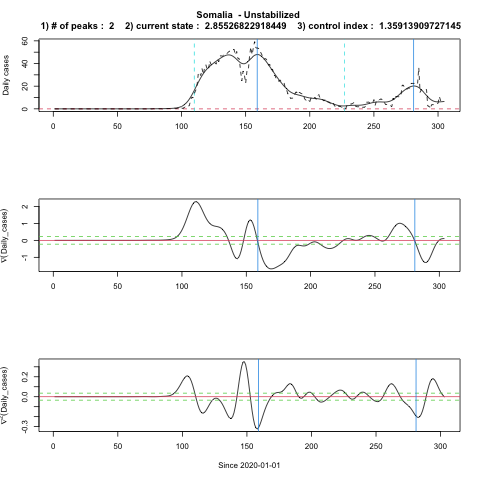 Somalia - Unstabilized
1) # of peaks : 2 2) current state : 2.85526822918449 3) control index : 1.35913909727145
Daily cases
60
40
20
0
0 50 100 150 200 250 300
∇(Daily_cases)
2
1
0
-1
0 50 100 150 200 250 300
∇²(Daily_cases)
0.2
0.0
-0.3
0 50 100 150 200 250 300
Since 2020-01-01